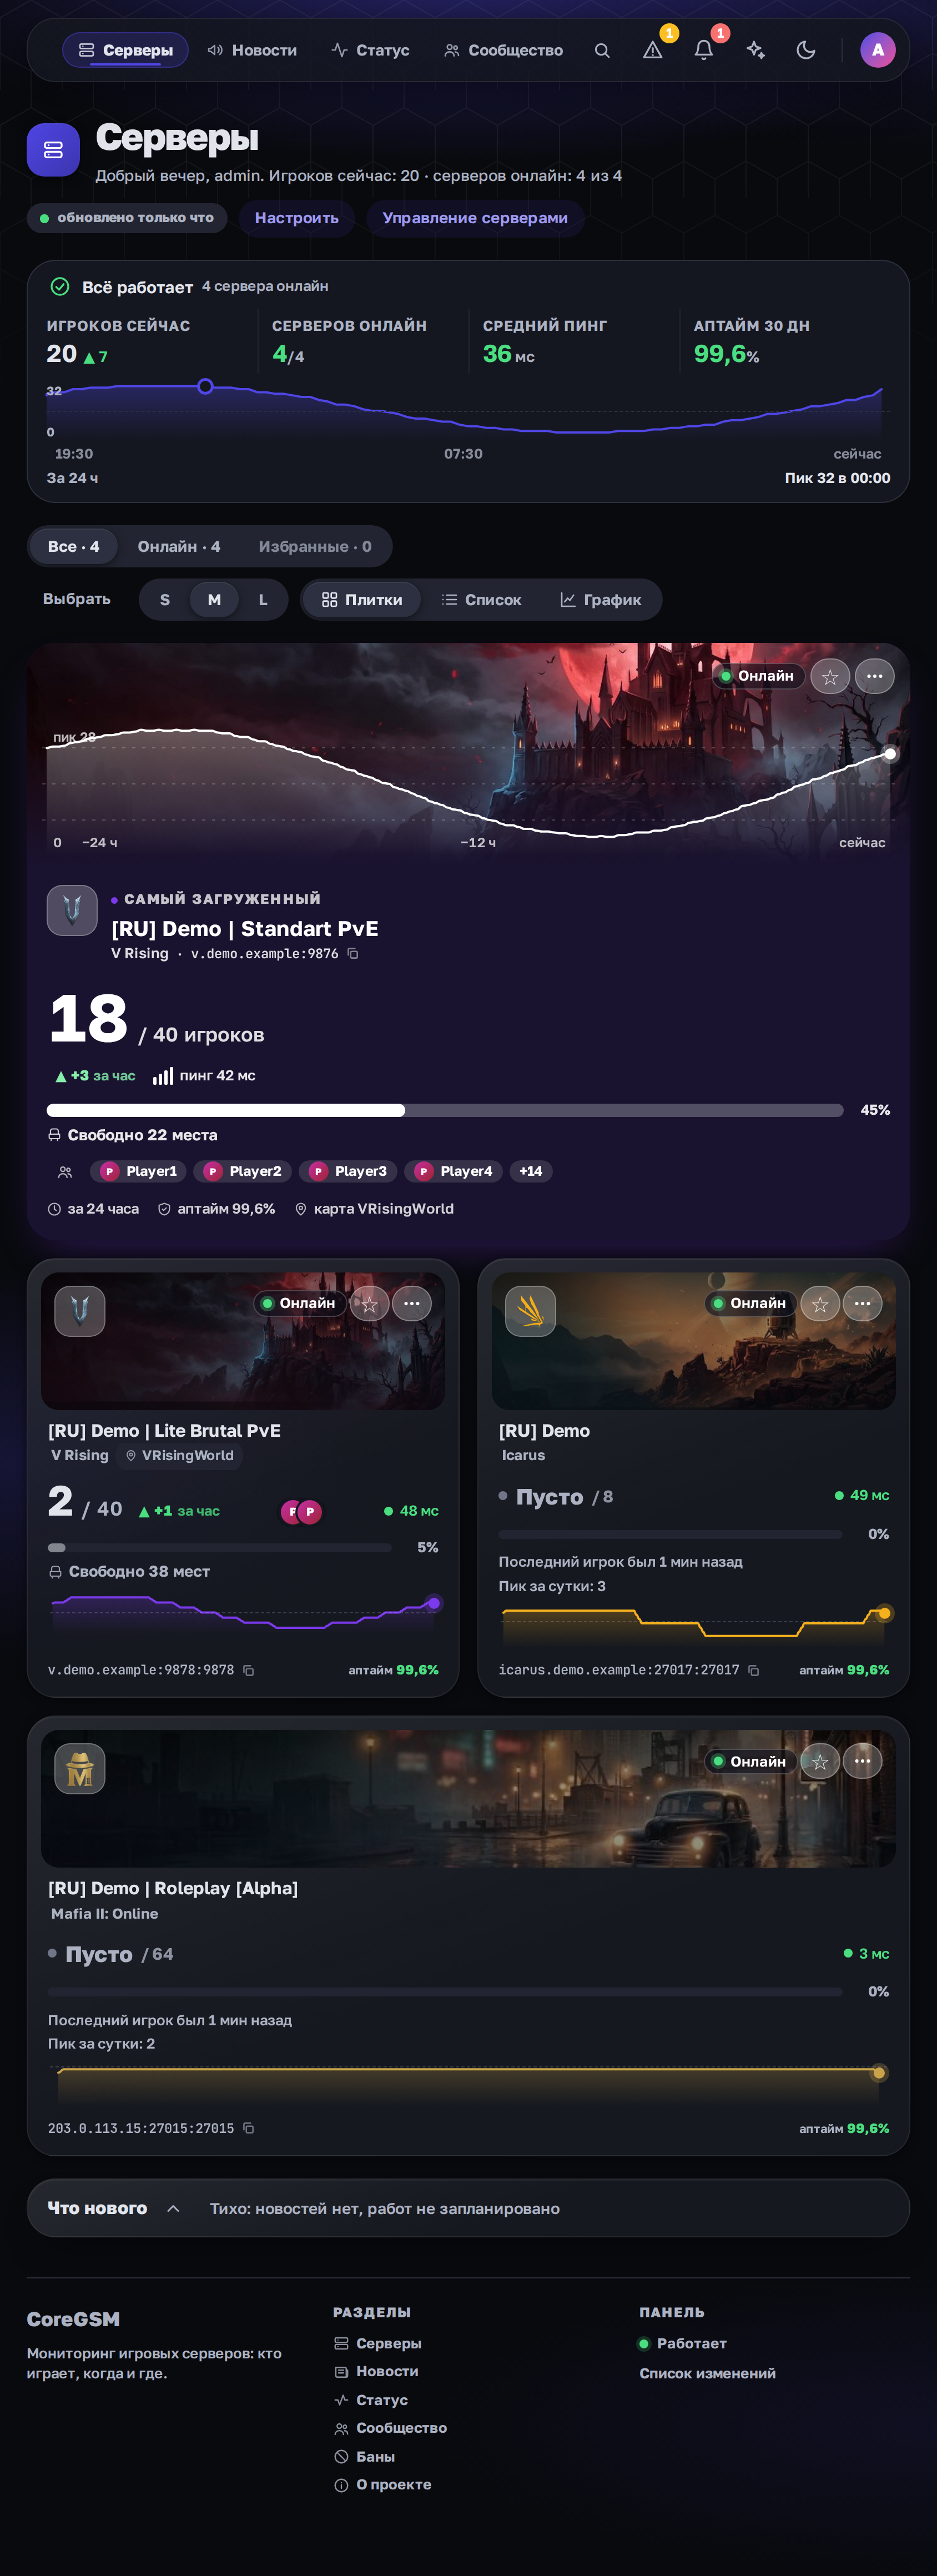 Серверы
Новости
Статус
Сообщество
1
1
A
Серверы
Добрый вечер, admin. Игроков сейчас: 20 · серверов онлайн: 4 из 4
обновлено только что
Настроить
Управление серверами
Всё работает 4 сервера онлайн
ИГРОКОВ СЕЙЧАС
20 ▲ 7
СЕРВЕРОВ ОНЛАЙН
4/4
СРЕДНИЙ ПИНГ
36 мс
АПТАЙМ 30 ДН
99,6%
32
0
19:30
07:30
сейчас
За 24 ч
Пик 32 в 00:00
Все · 4
Онлайн · 4
Избранные · 0
Выбрать
S
M
L
Плитки
Список
График
Онлайн
пик 28
0
−24 ч
−12 ч
сейчас
САМЫЙ ЗАГРУЖЕННЫЙ
[RU] Demo | Standart PvE
V Rising · v.demo.example:9876
18 / 40 игроков
▲ +3 за час
пинг 42 мс
45%
Свободно 22 места
P Player1
P Player2
P Player3
P Player4
+14
за 24 часа
аптайм 99,6%
карта VRisingWorld
Онлайн
[RU] Demo | Lite Brutal PvE
V Rising
VRisingWorld
2 / 40
▲ +1 за час
P P
48 мс
5%
Свободно 38 мест
v.demo.example:9878:9878
аптайм 99,6%
Онлайн
[RU] Demo
Icarus
Пусто / 8
49 мс
0%
Последний игрок был 1 мин назад
Пик за сутки: 3
icarus.demo.example:27017:27017
аптайм 99,6%
Онлайн
[RU] Demo | Roleplay [Alpha]
Mafia II: Online
Пусто / 64
3 мс
0%
Последний игрок был 1 мин назад
Пик за сутки: 2
203.0.113.15:27015:27015
аптайм 99,6%
Что нового
Тихо: новостей нет, работ не запланировано
CoreGSM
Мониторинг игровых серверов: кто
играет, когда и где.
РАЗДЕЛЫ
Серверы
Новости
Статус
Сообщество
Баны
О проекте
ПАНЕЛЬ
Работает
Список изменений